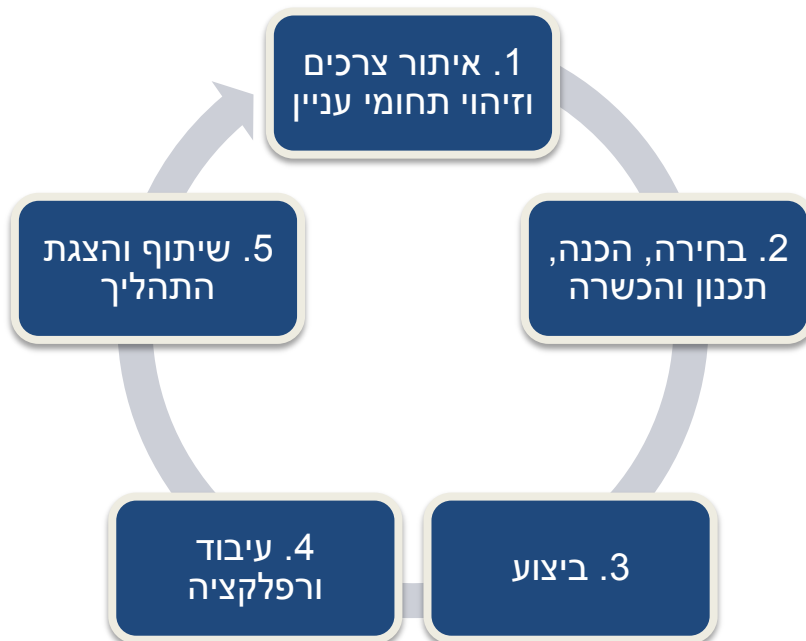 1. איתור צרכים
וזיהוי תחומי עניין
2. בחירה, הכנה,
תכנון והכשרה
3. ביצוע
4. עיבוד
ורפלקציה
5. שיתוף והצגת
התהליך